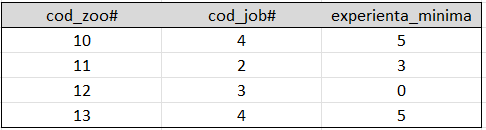 cod_zoo# cod_job# experienta_minima
10 4 5
11 2 3
12 3 0
13 4 5